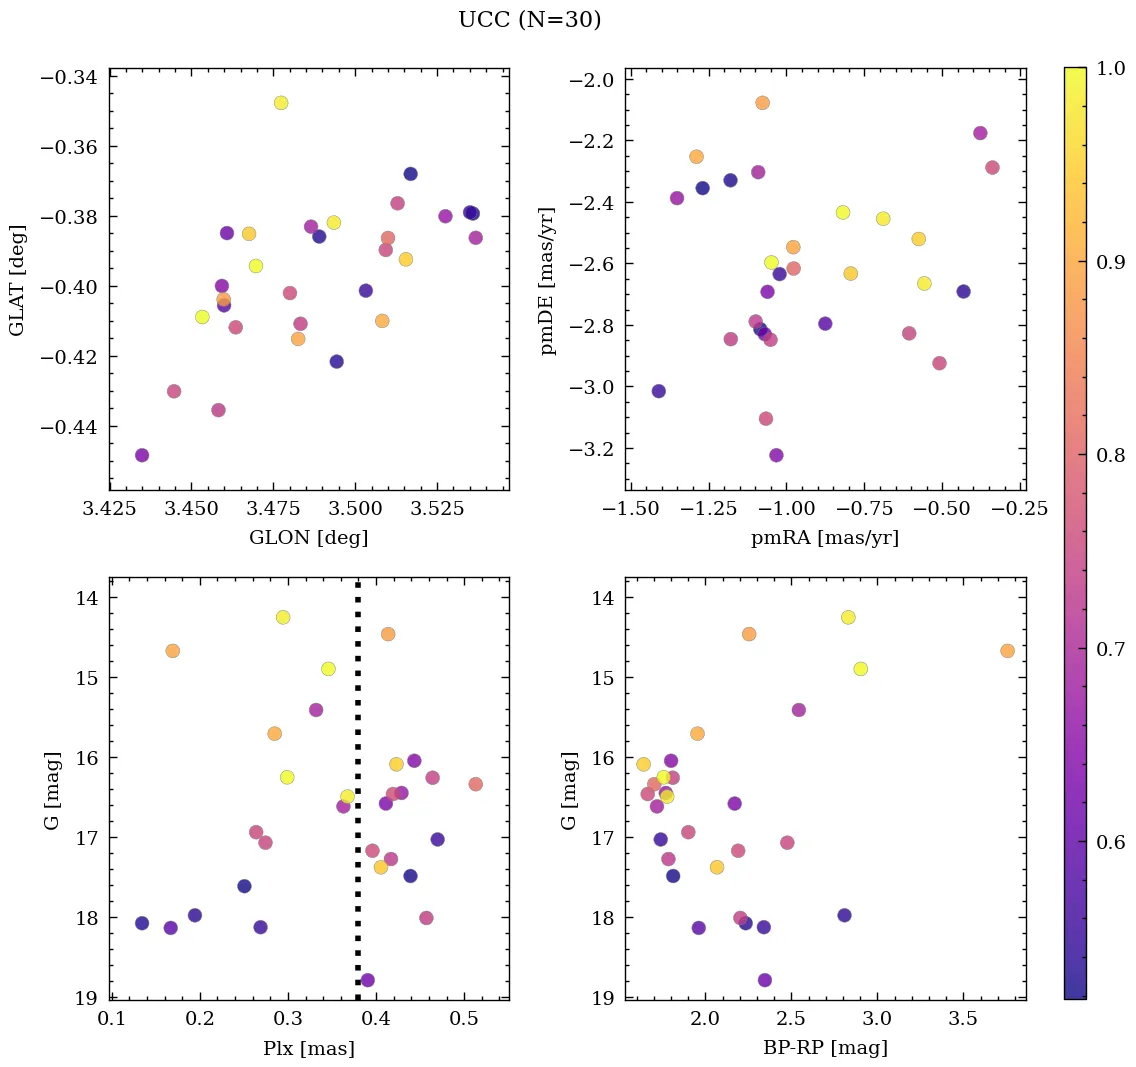 UCC (N=30)
−0.34
−0.36
−0.38
−0.40
−0.42
−0.44
GLAT [deg]
3.425 3.450 3.475 3.500 3.525
GLON [deg]
−2.0
−2.2
−2.4
−2.6
−2.8
−3.0
−3.2
pmDE [mas/yr]
−1.50 −1.25 −1.00 −0.75 −0.50 −0.25
pmRA [mas/yr]
14
15
16
17
18
19
G [mag]
0.1 0.2 0.3 0.4 0.5
Plx [mas]
14
15
16
17
18
19
G [mag]
2.0 2.5 3.0 3.5
BP-RP [mag]
1.0
0.9
0.8
0.7
0.6